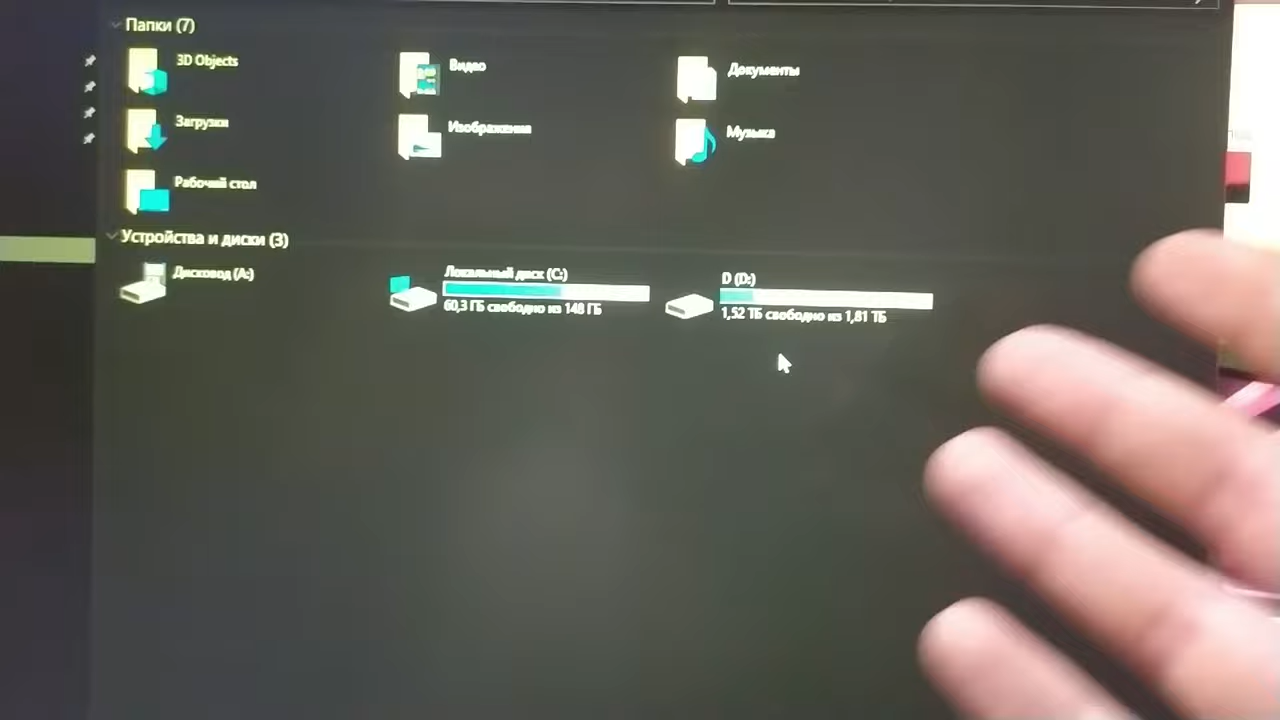 Папки (7)
3D Objects
Видео
Документы
Загрузки
Изображения
Музыка
Рабочий стол
Устройства и диски (3)
Дисковод (A:)
Локальный диск (C:)
60,3 ГБ свободно из 148 ГБ
D (D:)
1,52 ТБ свободно из 1,81 ТБ